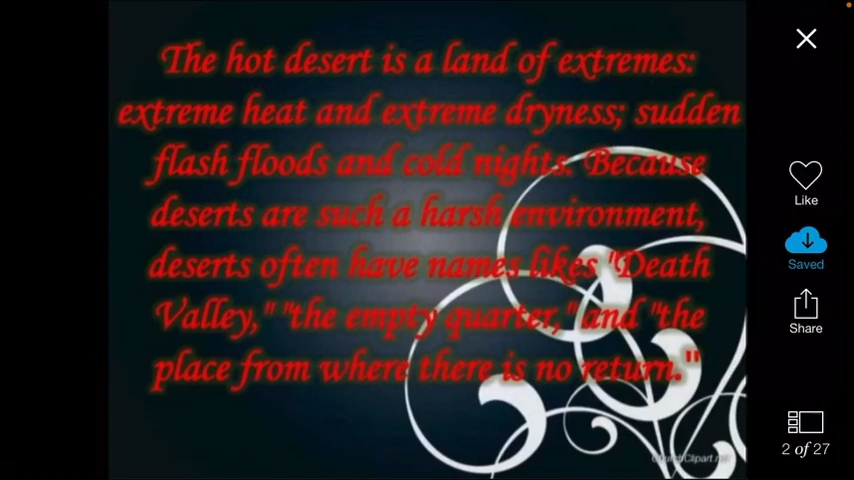 The hot desert is a land of extremes:
extreme heat and extreme dryness; sudden
flash floods and cold nights. Because
deserts are such a harsh environment,
deserts often have names likes "Death
Valley," "the empty quarter," and "the
place from where there is no return."
Like
Saved
Share
2 of 27
ChurchClipart.net